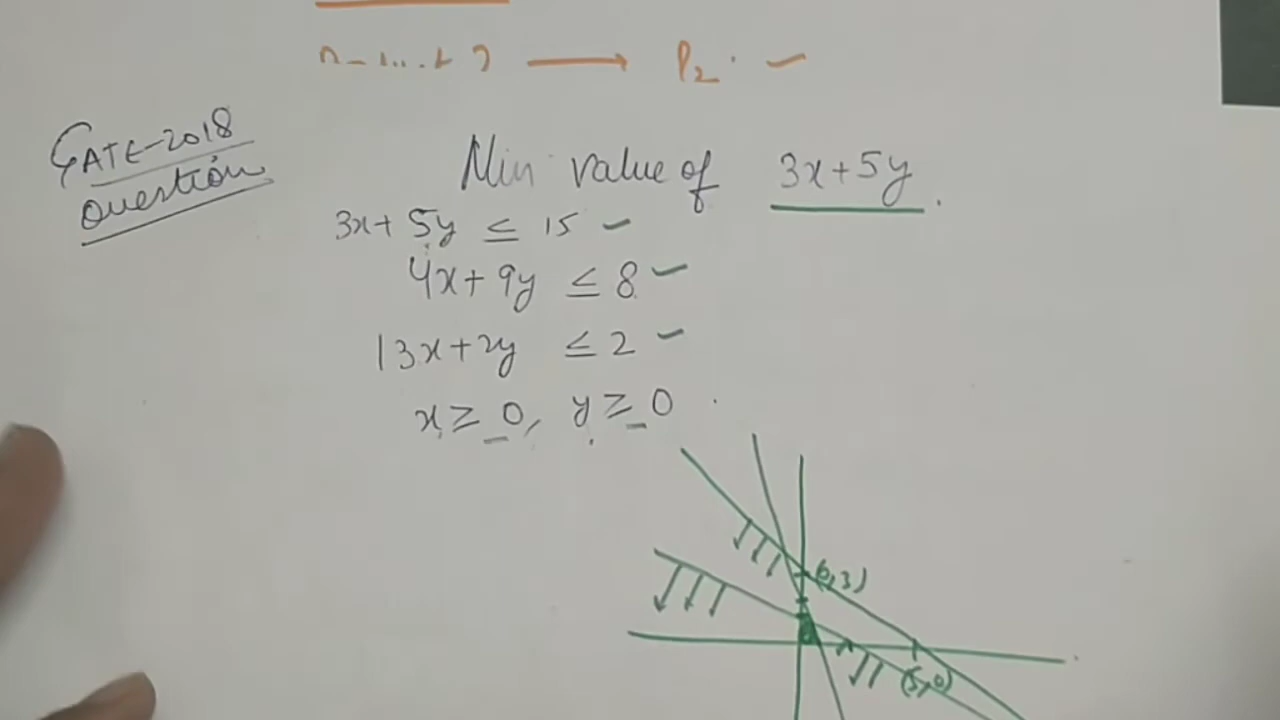 ⟶ P2.
GATE-2018
Question
Min value of 3x+5y.
3x+5y ≤ 15
4x+9y ≤ 8
13x+2y ≤ 2
x ≥ 0, y ≥ 0.
(0,3)
(5,0)